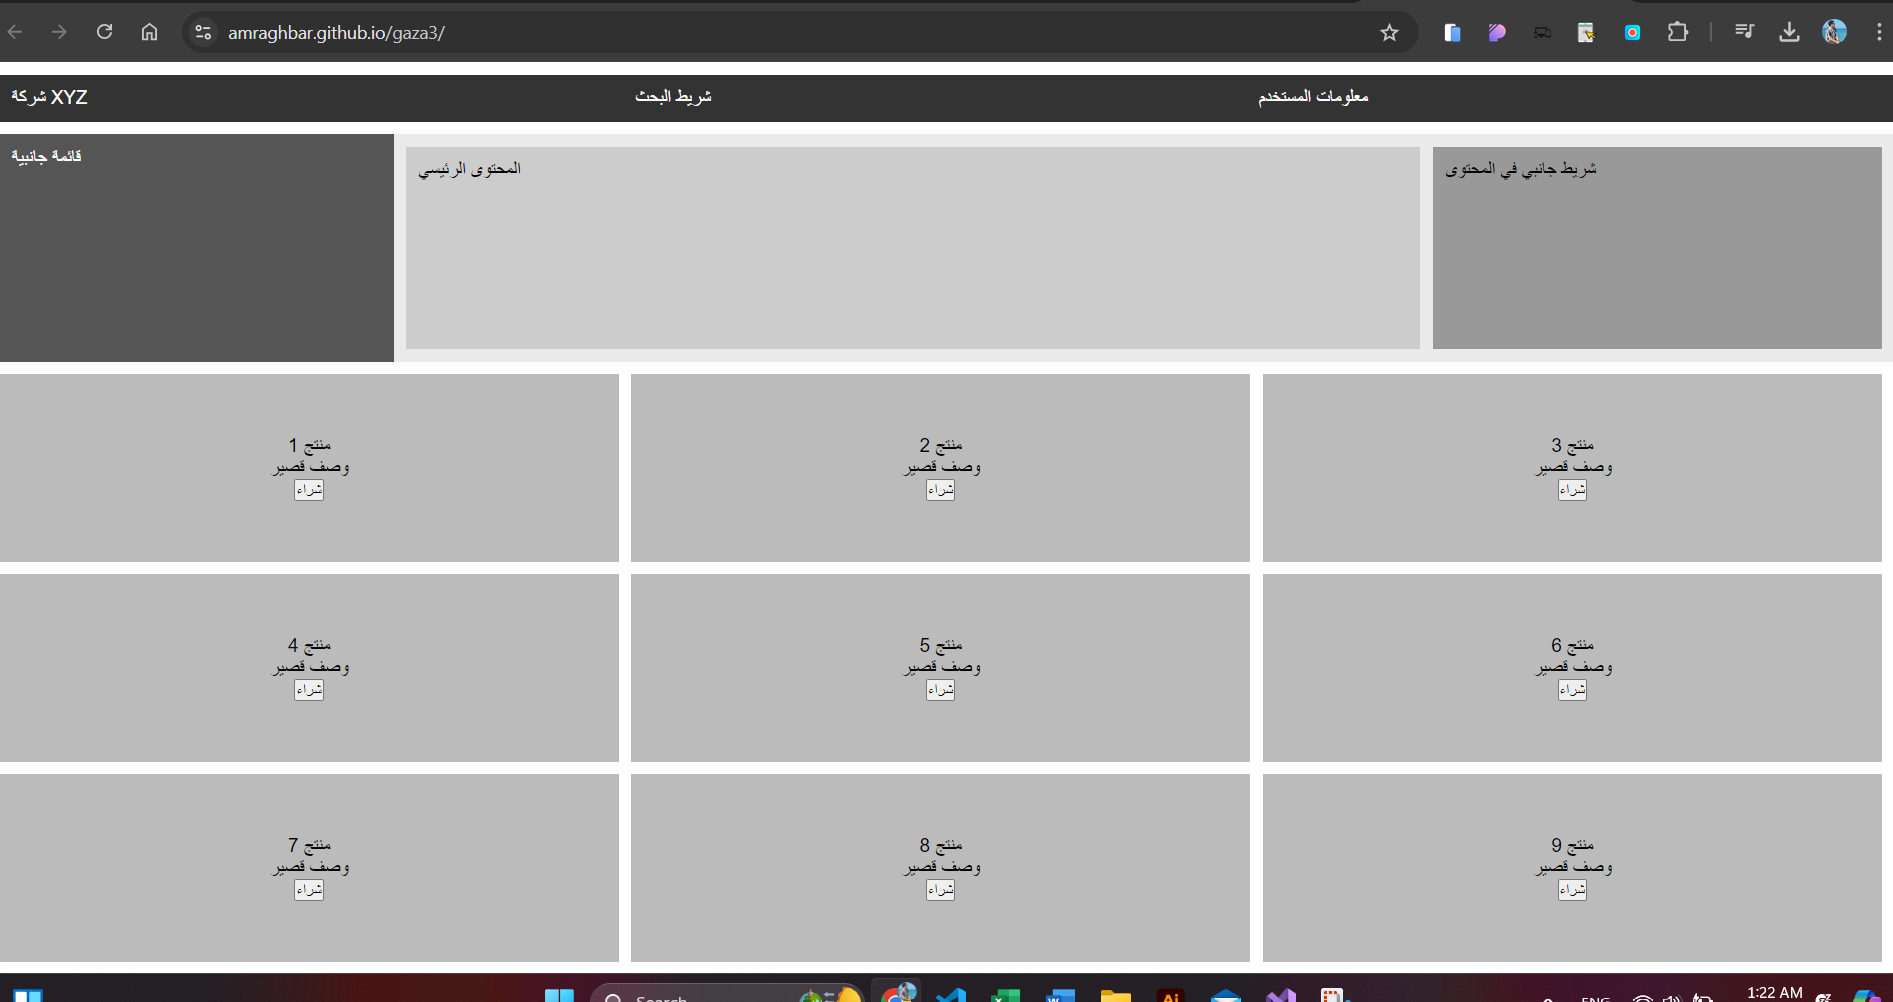 amraghbar.github.io/gaza3/
شركة XYZ
شريط البحث
معلومات المستخدم
قائمة جانبية
المحتوى الرئيسي
شريط جانبي في المحتوى
منتج 1
وصف قصير
شراء
منتج 2
وصف قصير
شراء
منتج 3
وصف قصير
شراء
منتج 4
وصف قصير
شراء
منتج 5
وصف قصير
شراء
منتج 6
وصف قصير
شراء
منتج 7
وصف قصير
شراء
منتج 8
وصف قصير
شراء
منتج 9
وصف قصير
شراء
Search
Ai
ENG
1:22 AM